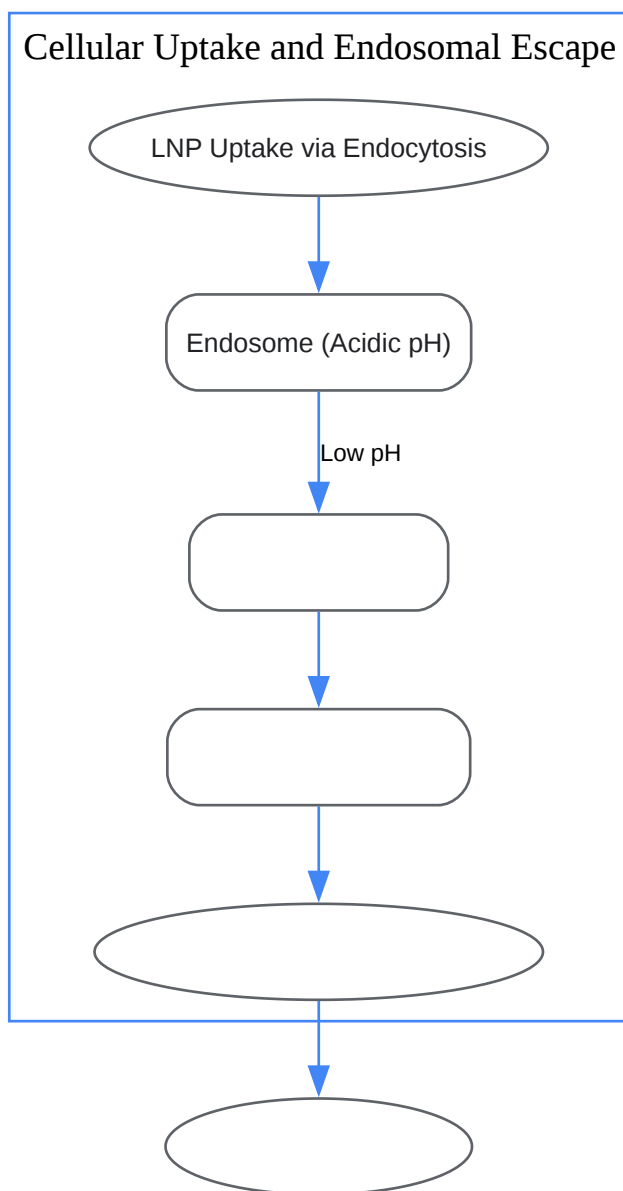 Cellular Uptake and Endosomal Escape
LNP Uptake via Endocytosis
Endosome (Acidic pH)
Low pH